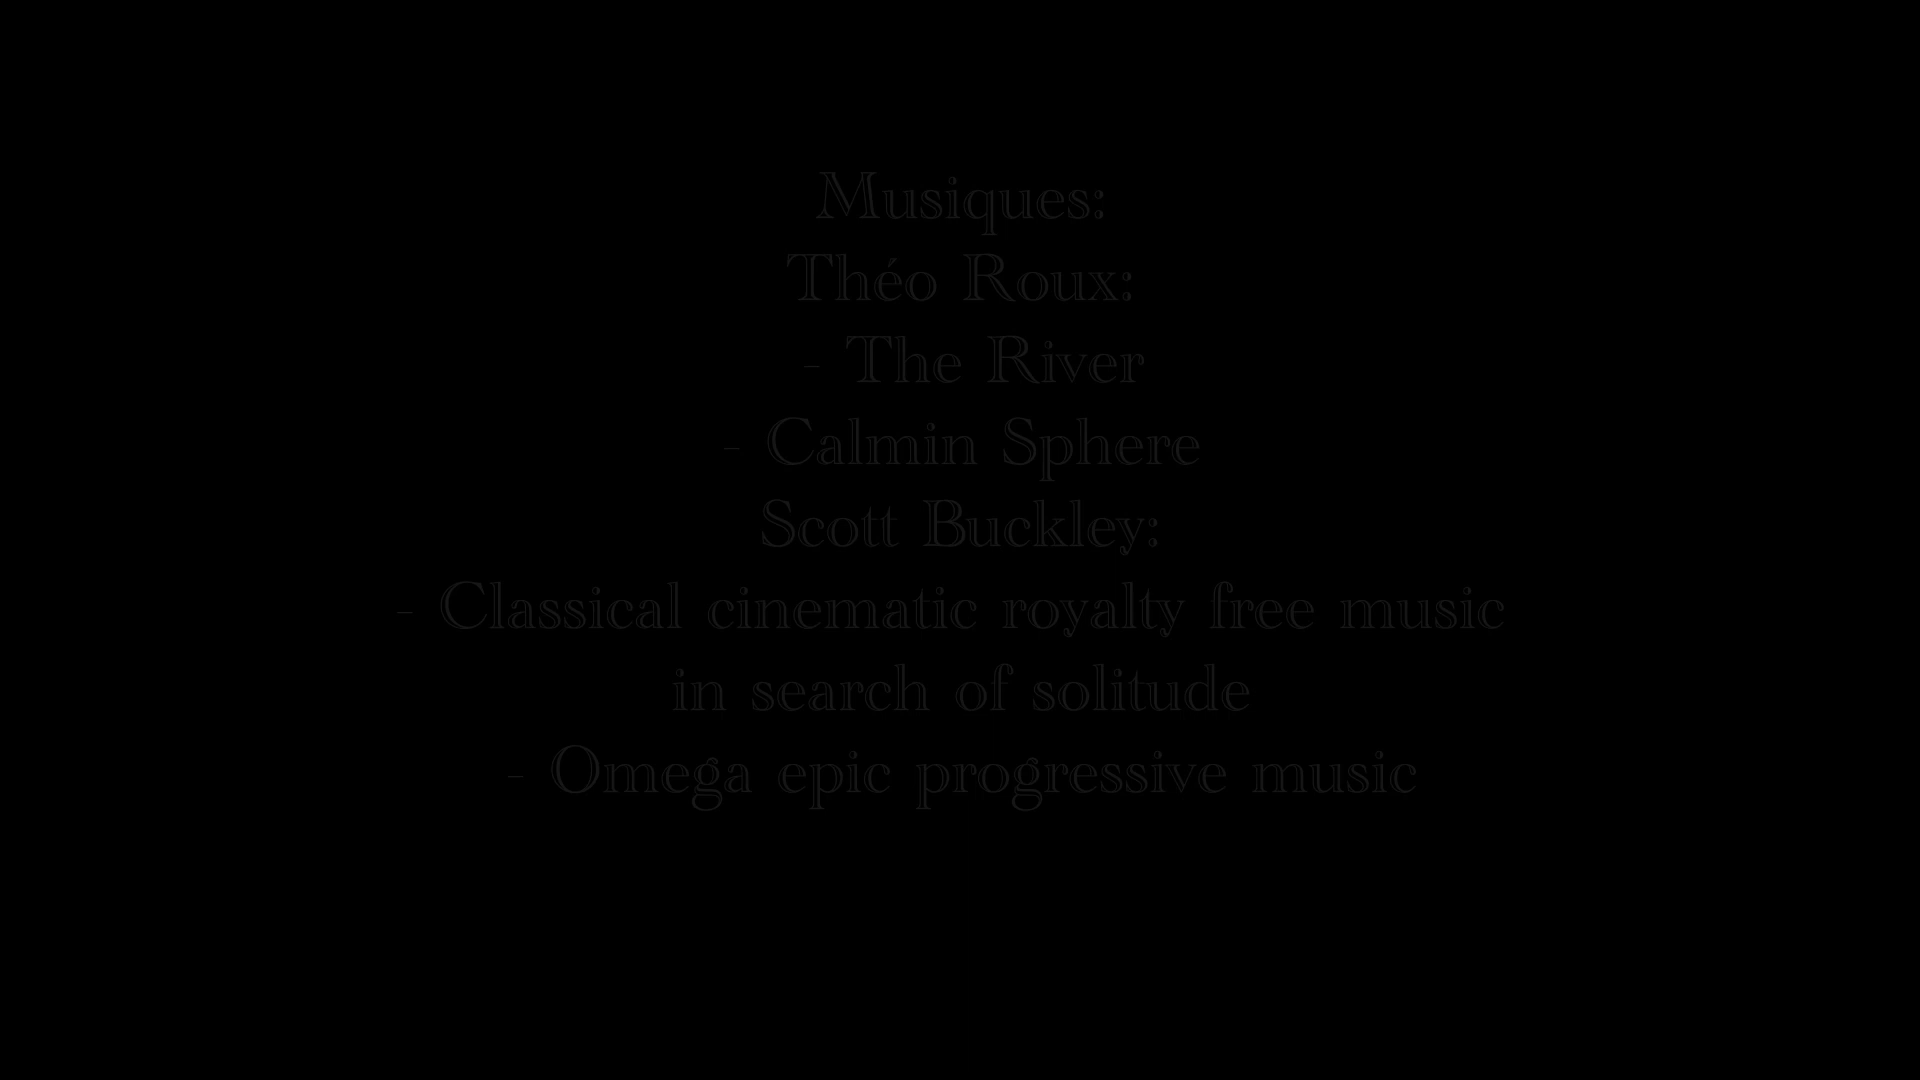 Musiques:
Théo Roux:
- The River
- Calmin Sphere
Scott Buckley:
- Classical cinematic royalty free music
in search of solitude
- Omega epic progressive music